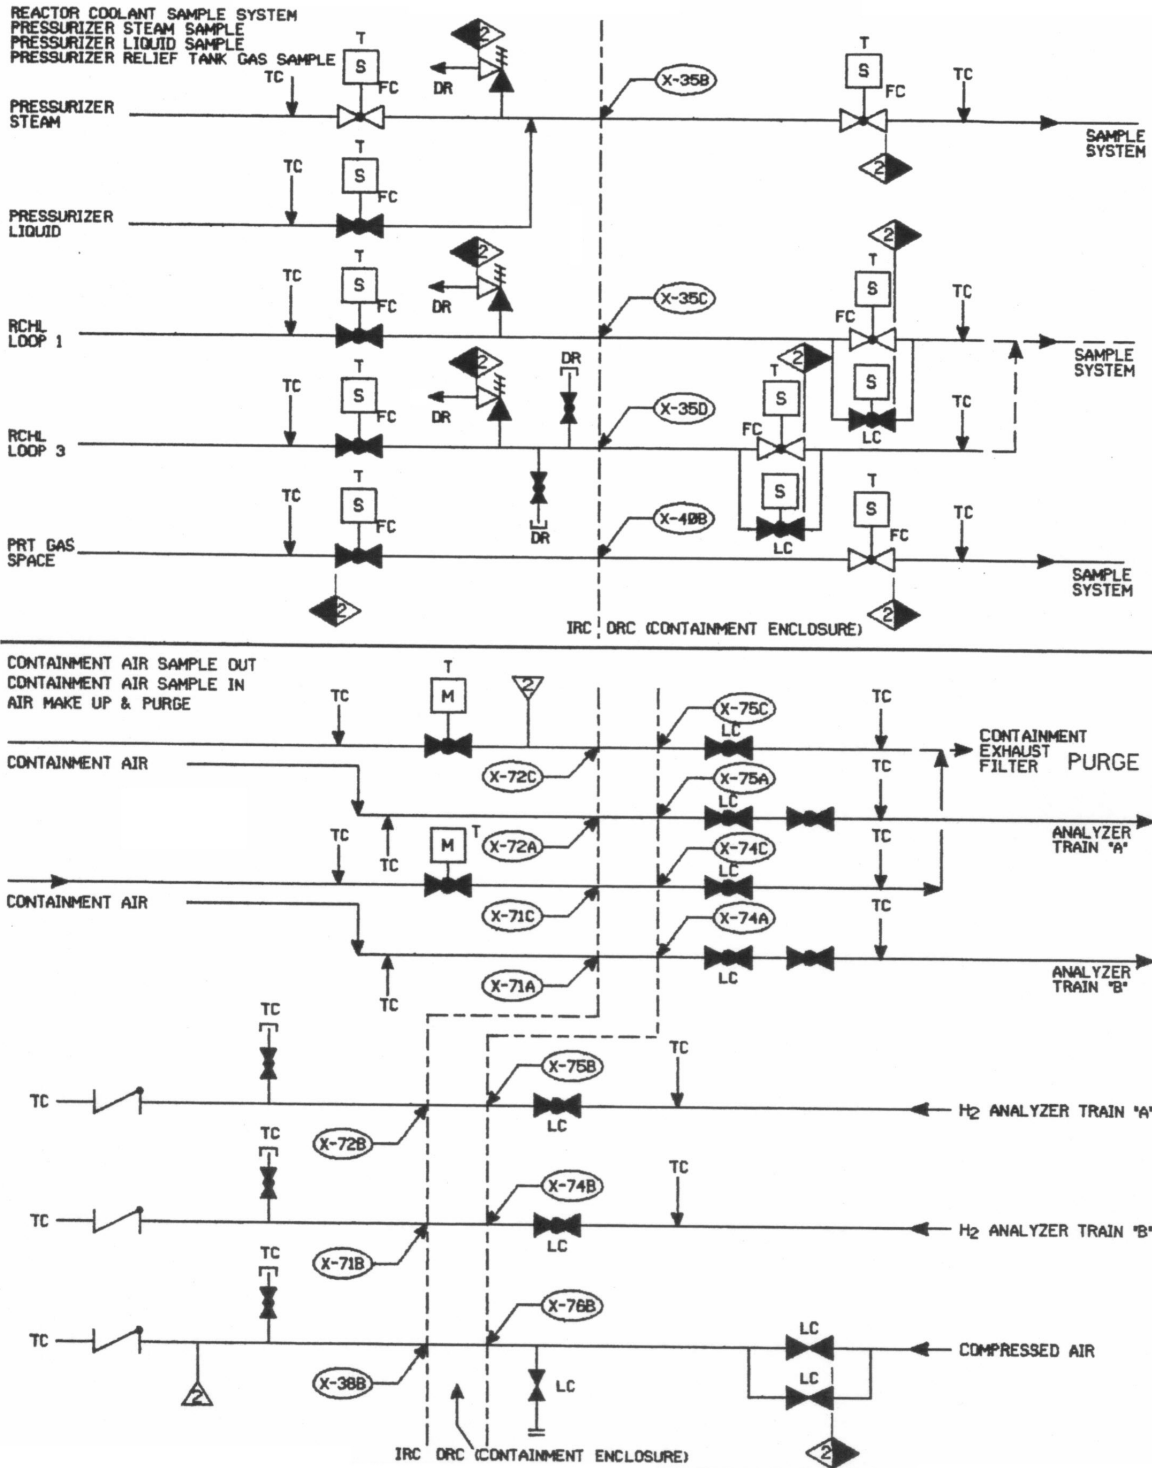 REACTOR COOLANT SAMPLE SYSTEM
PRESSURIZER STEAM SAMPLE
PRESSURIZER LIQUID SAMPLE
PRESSURIZER RELIEF TANK GAS SAMPLE
T
S
FC
TC
2
DR
X-35B
T
S
FC
TC
PRESSURIZER
STEAM
SAMPLE
SYSTEM
2
T
S
FC
TC
PRESSURIZER
LIQUID
2
T
S
FC
TC
2
DR
X-35C
T
S
FC
TC
RCHL
LOOP 1
SAMPLE
SYSTEM
S
LC
T
S
FC
TC
2
DR
DR
X-35D
2
T
S
FC
TC
RCHL
LOOP 3
S
LC
DR
T
S
FC
TC
X-40B
T
S
FC
TC
PRT GAS
SPACE
SAMPLE
SYSTEM
2
2
IRC ORC (CONTAINMENT ENCLOSURE)
CONTAINMENT AIR SAMPLE OUT
CONTAINMENT AIR SAMPLE IN
AIR MAKE UP & PURGE
TC
T
M
2
X-75C
LC
TC
CONTAINMENT
EXHAUST
FILTER PURGE
CONTAINMENT AIR
X-72C
X-75A
LC
TC
ANALYZER
TRAIN "A"
TC
TC
M
T
X-72A
X-74C
LC
TC
CONTAINMENT AIR
X-71C
X-74A
LC
TC
ANALYZER
TRAIN "B"
TC
X-71A
TC
TC
X-75B
LC
TC
H2 ANALYZER TRAIN "A"
X-72B
TC
TC
X-74B
LC
TC
H2 ANALYZER TRAIN "B"
X-71B
TC
TC
X-76B
LC
COMPRESSED AIR
2
X-38B
LC
LC
2
IRC ORC (CONTAINMENT ENCLOSURE)